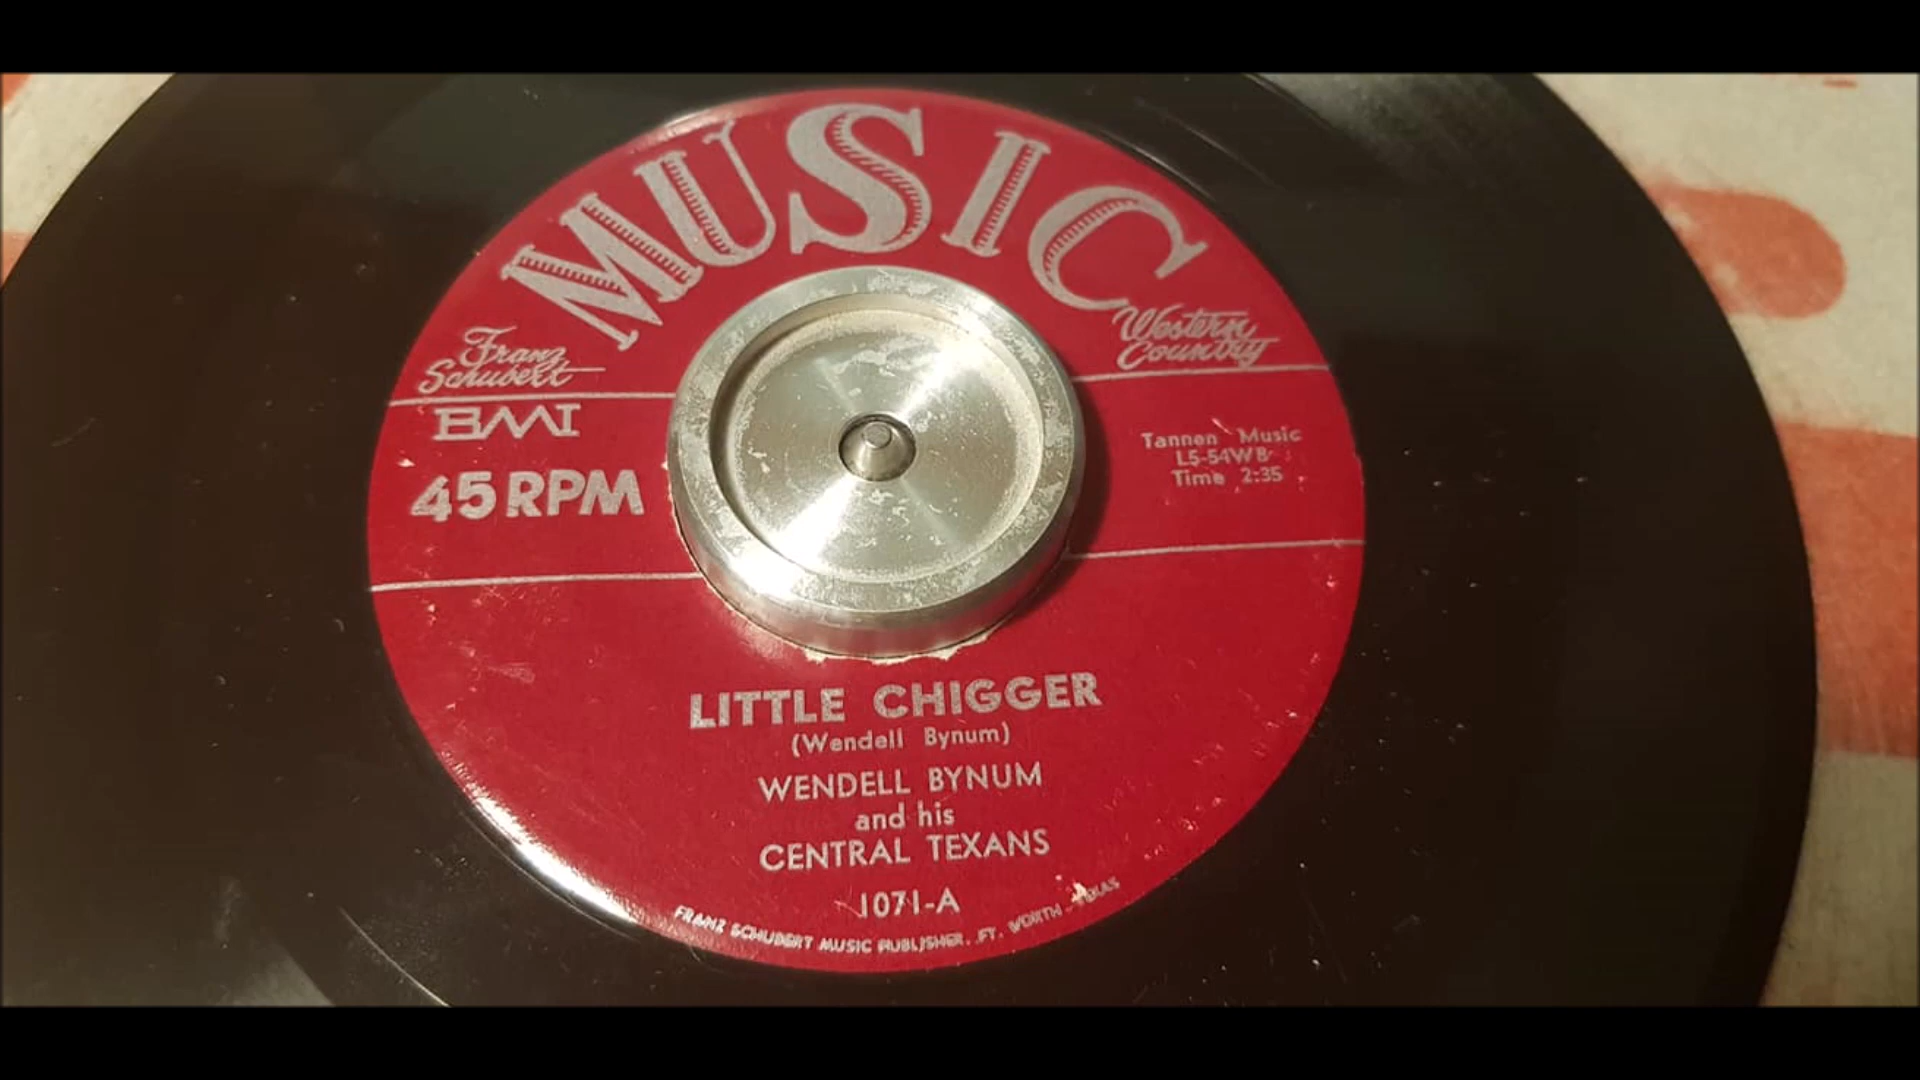 MUSIC
Franz
Schubert
Western
Country
BMI
45 RPM
Tannen Music
L5-54WB
Time 2:35
LITTLE CHIGGER
(Wendell Bynum)
WENDELL BYNUM
and his
CENTRAL TEXANS
1071-A
FRANZ SCHUBERT MUSIC PUBLISHER. FT. WORTH - TEXAS